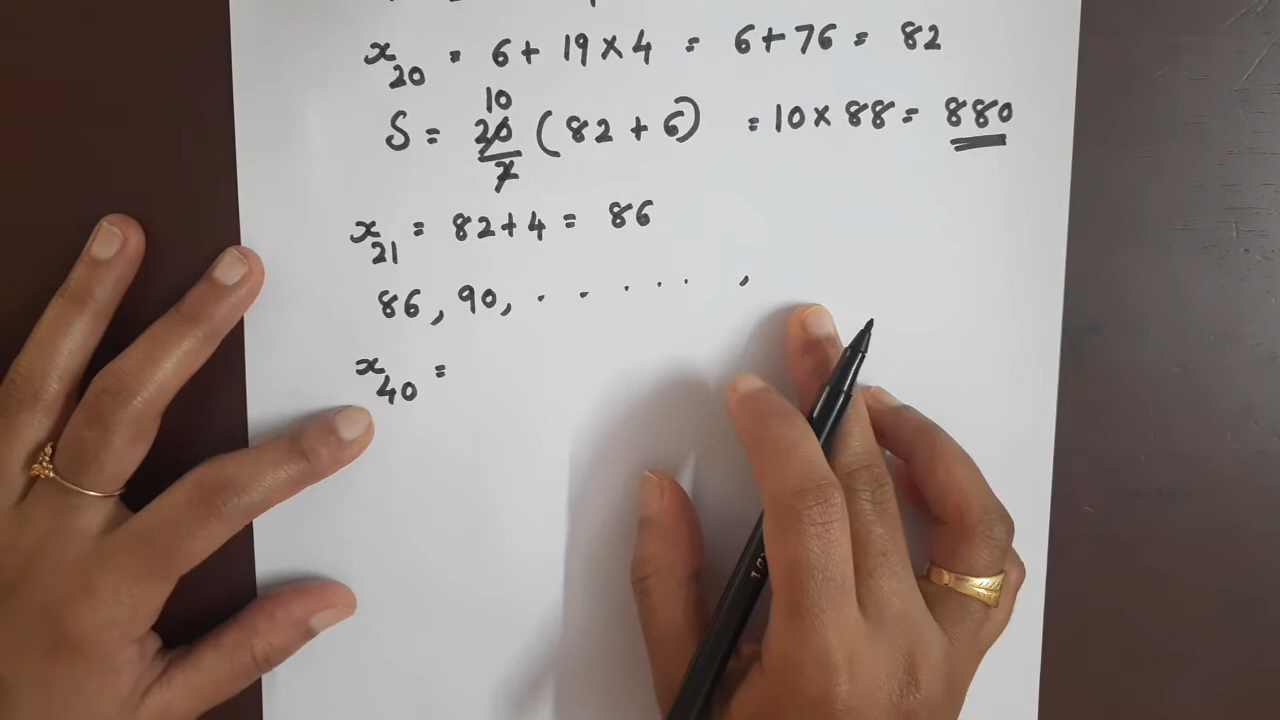 x₂₀ = 6 + 19 × 4 = 6 + 76 = 82
10
S = 20/2 (82 + 6) = 10 × 88 = 880
x₂₁ = 82 + 4 = 86
86, 90, . . . . . . ,
x₄₀ =